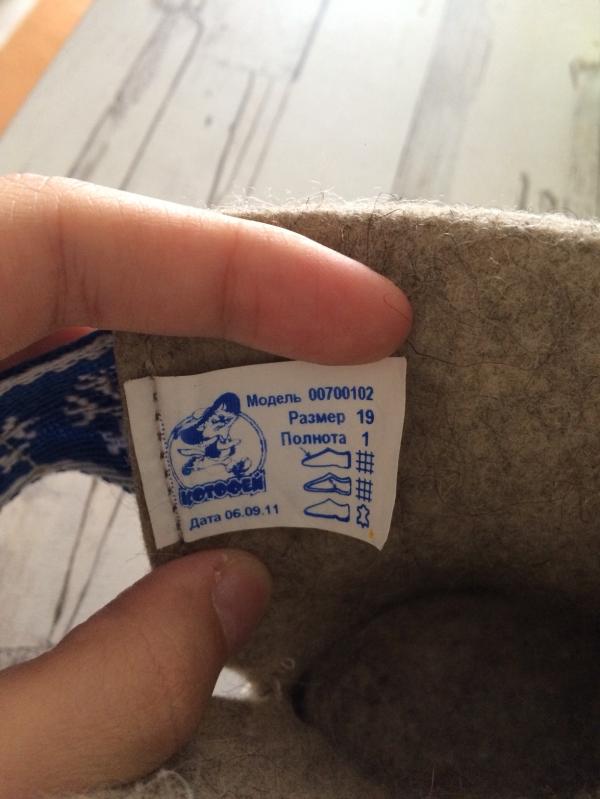 Модель 00700102
Размер 19
Полнота 1
КОТОФЕЙ
Дата 06.09.11